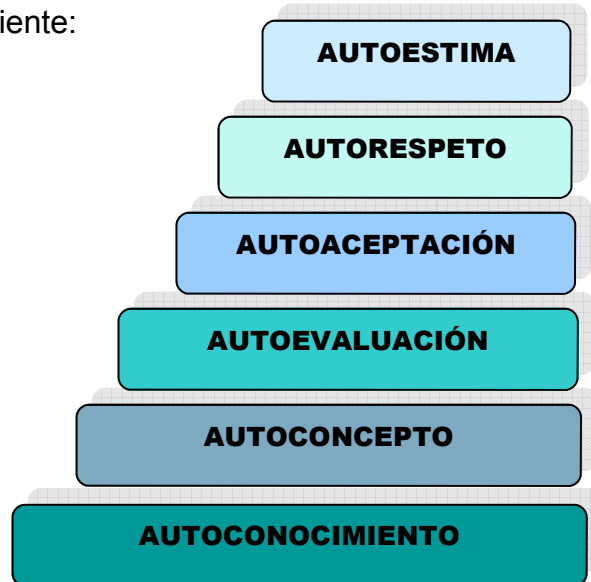 iente:
AUTOESTIMA
AUTORESPETO
AUTOACEPTACIÓN
AUTOEVALUACIÓN
AUTOCONCEPTO
AUTOCONOCIMIENTO